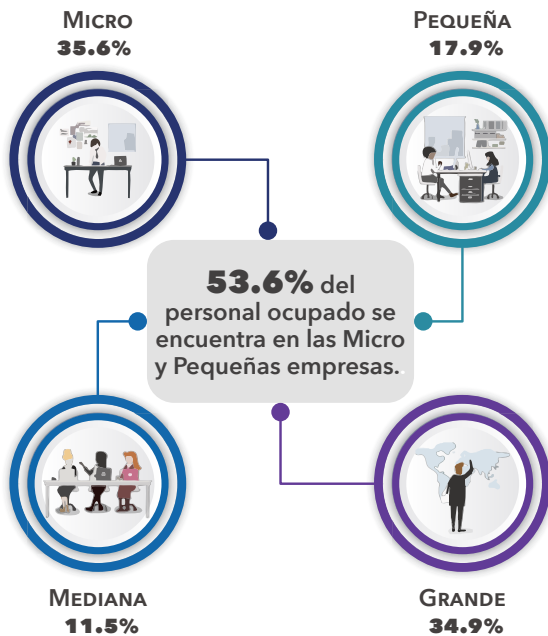 MICRO
35.6%
PEQUEÑA
17.9%
53.6% del
personal ocupado se
encuentra en las Micro
y Pequeñas empresas.
MEDIANA
11.5%
GRANDE
34.9%